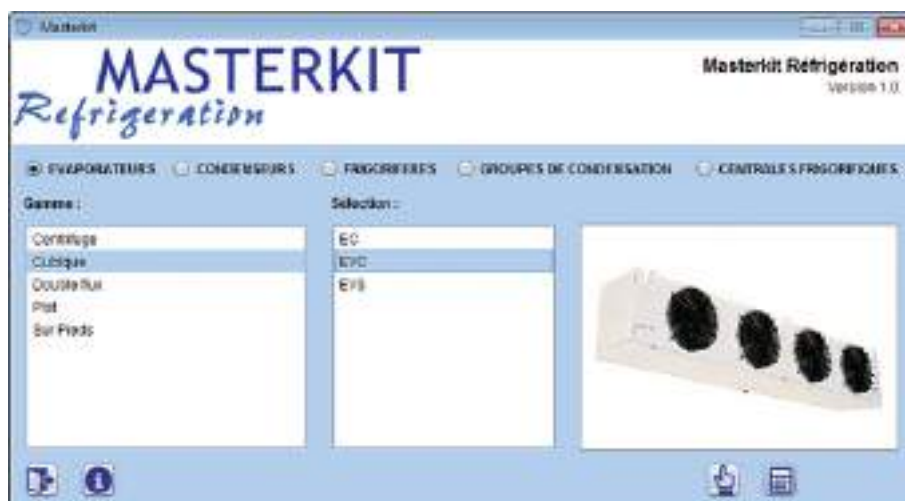 Masterkit
MASTERKIT
Refrigeration
Masterkit Réfrigération
Version 1.0
EVAPORATEURS CONDENSEURS FRIGORIFERES GROUPES DE CONDENSATION CENTRALES FRIGORIFIQUES
Gamme :
Sélection :
Centrifuge
Cubique
Double flux
Plat
Sur Pieds
EC
EVC
EVS